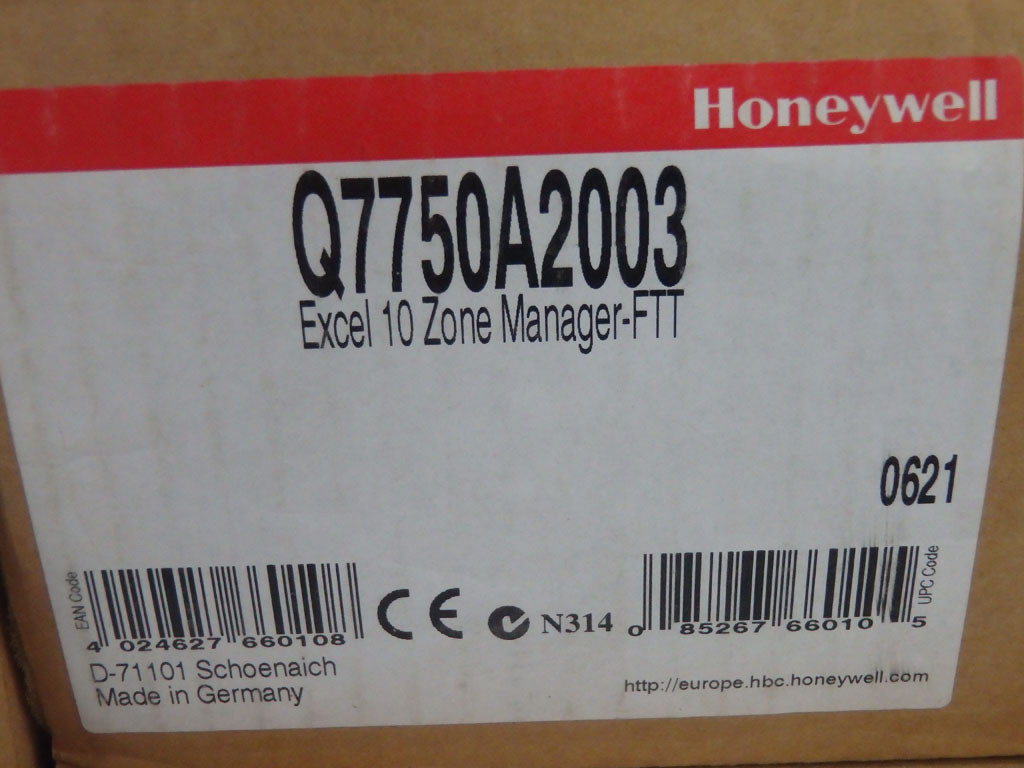 Honeywell
Q7750A2003
Excel 10 Zone Manager-FTT
0621
EAN Code
4 024627 660108
CE N314
0 85267 66010 5
UPC Code
D-71101 Schoenaich
Made in Germany
http://europe.hbc.honeywell.com